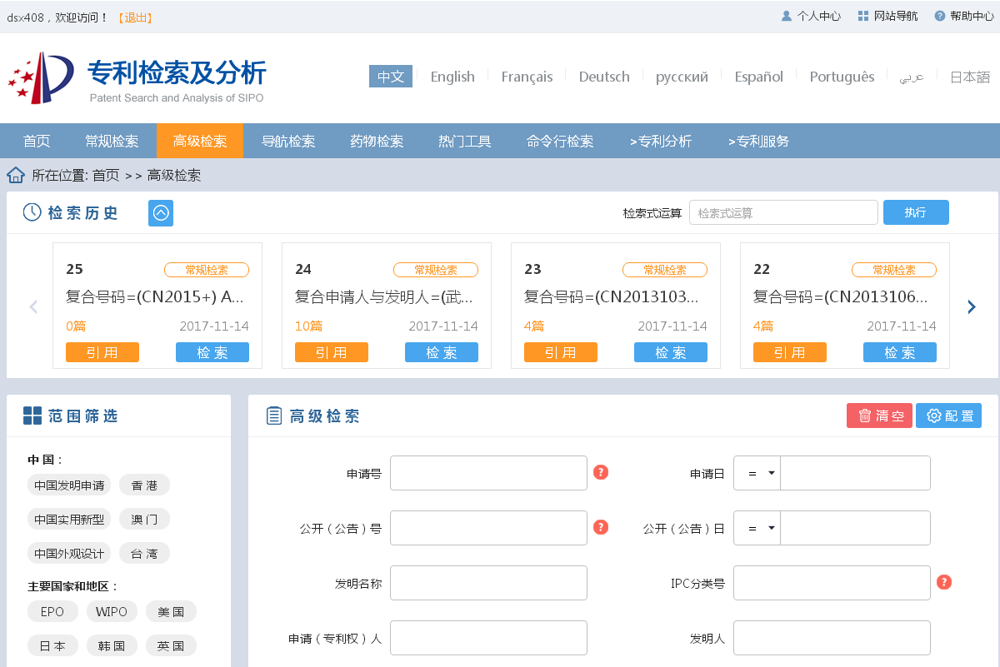 dsx408，欢迎访问！【退出】 个人中心 网站导航 帮助中心
专利检索及分析
Patent Search and Analysis of SIPO
中文 English Français Deutsch русский Español Português عربي 日本語
首页 常规检索 高级检索 导航检索 药物检索 热门工具 命令行检索 >专利分析 >专利服务
所在位置: 首页 >> 高级检索
检索历史 检索式运算 检索式运算 执行
25 常规检索 24 常规检索 23 常规检索 22 常规检索
复合号码=(CN2015+) A... 复合申请人与发明人=(武... 复合号码=(CN2013103... 复合号码=(CN2013106...
0篇 2017-11-14 10篇 2017-11-14 4篇 2017-11-14 4篇 2017-11-14
引用 检索 引用 检索 引用 检索 引用 检索
范围筛选 高级检索 清空 配置
中国：
申请号 ? 申请日 =
中国发明申请 香港
中国实用新型 澳门
公开（公告）号 ? 公开（公告）日 =
中国外观设计 台湾
主要国家和地区：
发明名称 IPC分类号 ?
EPO WIPO 美国
申请（专利权）人 发明人
日本 韩国 英国